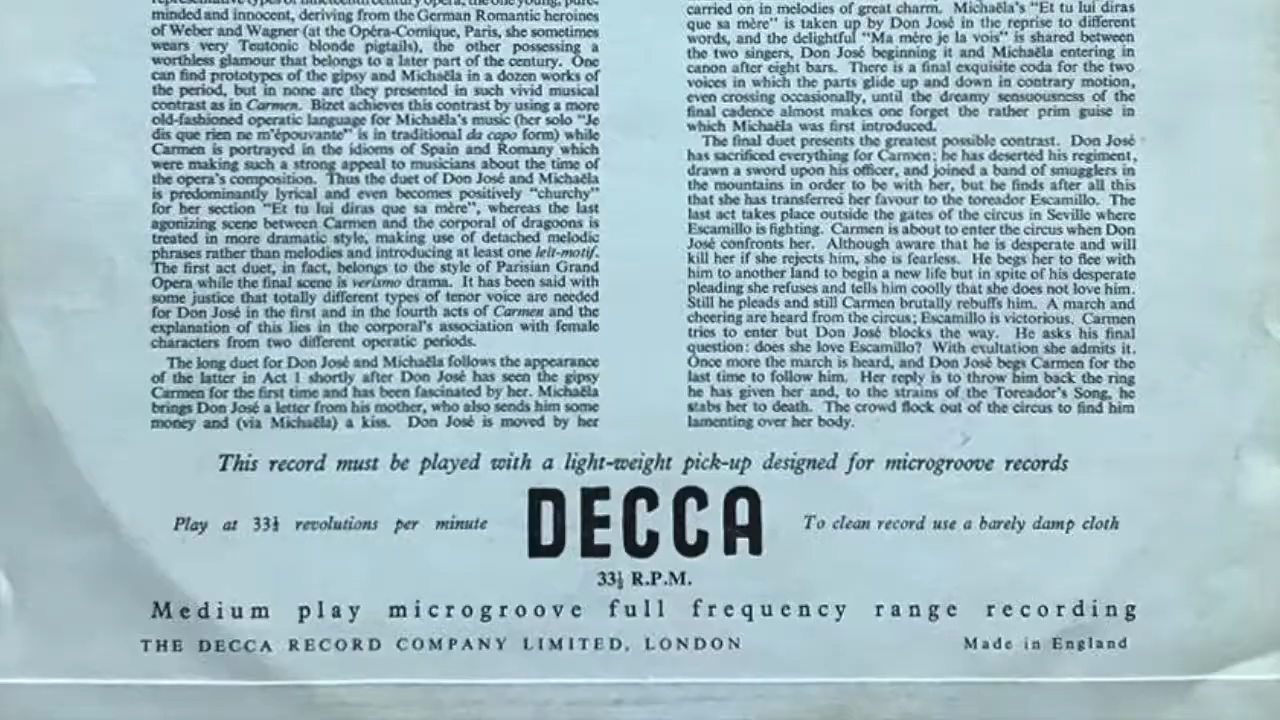 representative types of nineteenth century opera, the one young, pure-
minded and innocent, deriving from the German Romantic heroines
of Weber and Wagner (at the Opéra-Comique, Paris, she sometimes
wears very Teutonic blonde pigtails), the other possessing a
worthless glamour that belongs to a later part of the century. One
can find prototypes of the gipsy and Michaëla in a dozen works of
the period, but in none are they presented in such vivid musical
contrast as in Carmen. Bizet achieves this contrast by using a more
old-fashioned operatic language for Michaëla's music (her solo "Je
dis que rien ne m'épouvante" is in traditional da capo form) while
Carmen is portrayed in the idioms of Spain and Romany which
were making such a strong appeal to musicians about the time of
the opera's composition. Thus the duet of Don José and Michaëla
is predominantly lyrical and even becomes positively "churchy"
for her section "Et tu lui diras que sa mère", whereas the last
agonizing scene between Carmen and the corporal of dragoons is
treated in more dramatic style, making use of detached melodic
phrases rather than melodies and introducing at least one leit-motif.
The first act duet, in fact, belongs to the style of Parisian Grand
Opera while the final scene is verismo drama. It has been said with
some justice that totally different types of tenor voice are needed
for Don José in the first and in the fourth acts of Carmen and the
explanation of this lies in the corporal's association with female
characters from two different operatic periods.
The long duet for Don José and Michaëla follows the appearance
of the latter in Act 1 shortly after Don José has seen the gipsy
Carmen for the first time and has been fascinated by her. Michaëla
brings Don José a letter from his mother, who also sends him some
money and (via Michaëla) a kiss. Don José is moved by her
carried on in melodies of great charm. Michaëla's "Et tu lui diras
que sa mère" is taken up by Don José in the reprise to different
words, and the delightful "Ma mère je la vois" is shared between
the two singers, Don José beginning it and Michaëla entering in
canon after eight bars. There is a final exquisite coda for the two
voices in which the parts glide up and down in contrary motion,
even crossing occasionally, until the dreamy sensuousness of the
final cadence almost makes one forget the rather prim guise in
which Michaëla was first introduced.
The final duet presents the greatest possible contrast. Don José
has sacrificed everything for Carmen; he has deserted his regiment,
drawn a sword upon his officer, and joined a band of smugglers in
the mountains in order to be with her, but he finds after all this
that she has transferred her favour to the toreador Escamillo. The
last act takes place outside the gates of the circus in Seville where
Escamillo is fighting. Carmen is about to enter the circus when Don
José confronts her. Although aware that he is desperate and will
kill her if she rejects him, she is fearless. He begs her to flee with
him to another land to begin a new life but in spite of his desperate
pleading she refuses and tells him coolly that she does not love him.
Still he pleads and still Carmen brutally rebuffs him. A march and
cheering are heard from the circus; Escamillo is victorious. Carmen
tries to enter but Don José blocks the way. He asks his final
question: does she love Escamillo? With exultation she admits it.
Once more the march is heard, and Don José begs Carmen for the
last time to follow him. Her reply is to throw him back the ring
he has given her and, to the strains of the Toreador's Song, he
stabs her to death. The crowd flock out of the circus to find him
lamenting over her body.
This record must be played with a light-weight pick-up designed for microgroove records
Play at 33⅓ revolutions per minute
DECCA
To clean record use a barely damp cloth
33⅓ R.P.M.
Medium play microgroove full frequency range recording
THE DECCA RECORD COMPANY LIMITED, LONDON
Made in England